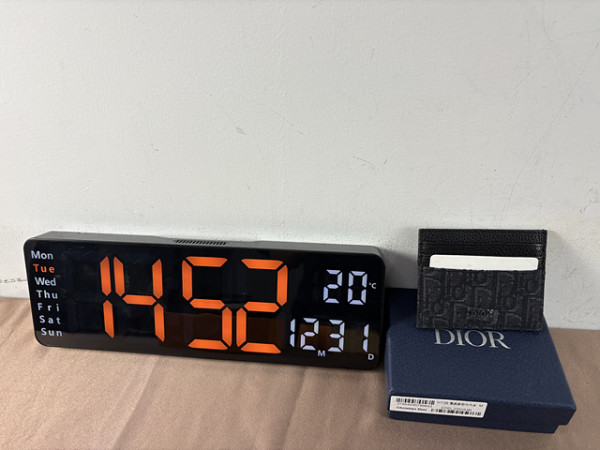 Mon
Tue
Wed
Thu
Fri
Sat
Sun
14 52
20 °C
12 31
M D
DIOR